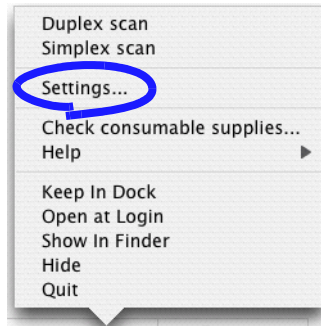 Duplex scan
Simplex scan
Settings...
Check consumable supplies...
Help
Keep In Dock
Open at Login
Show In Finder
Hide
Quit